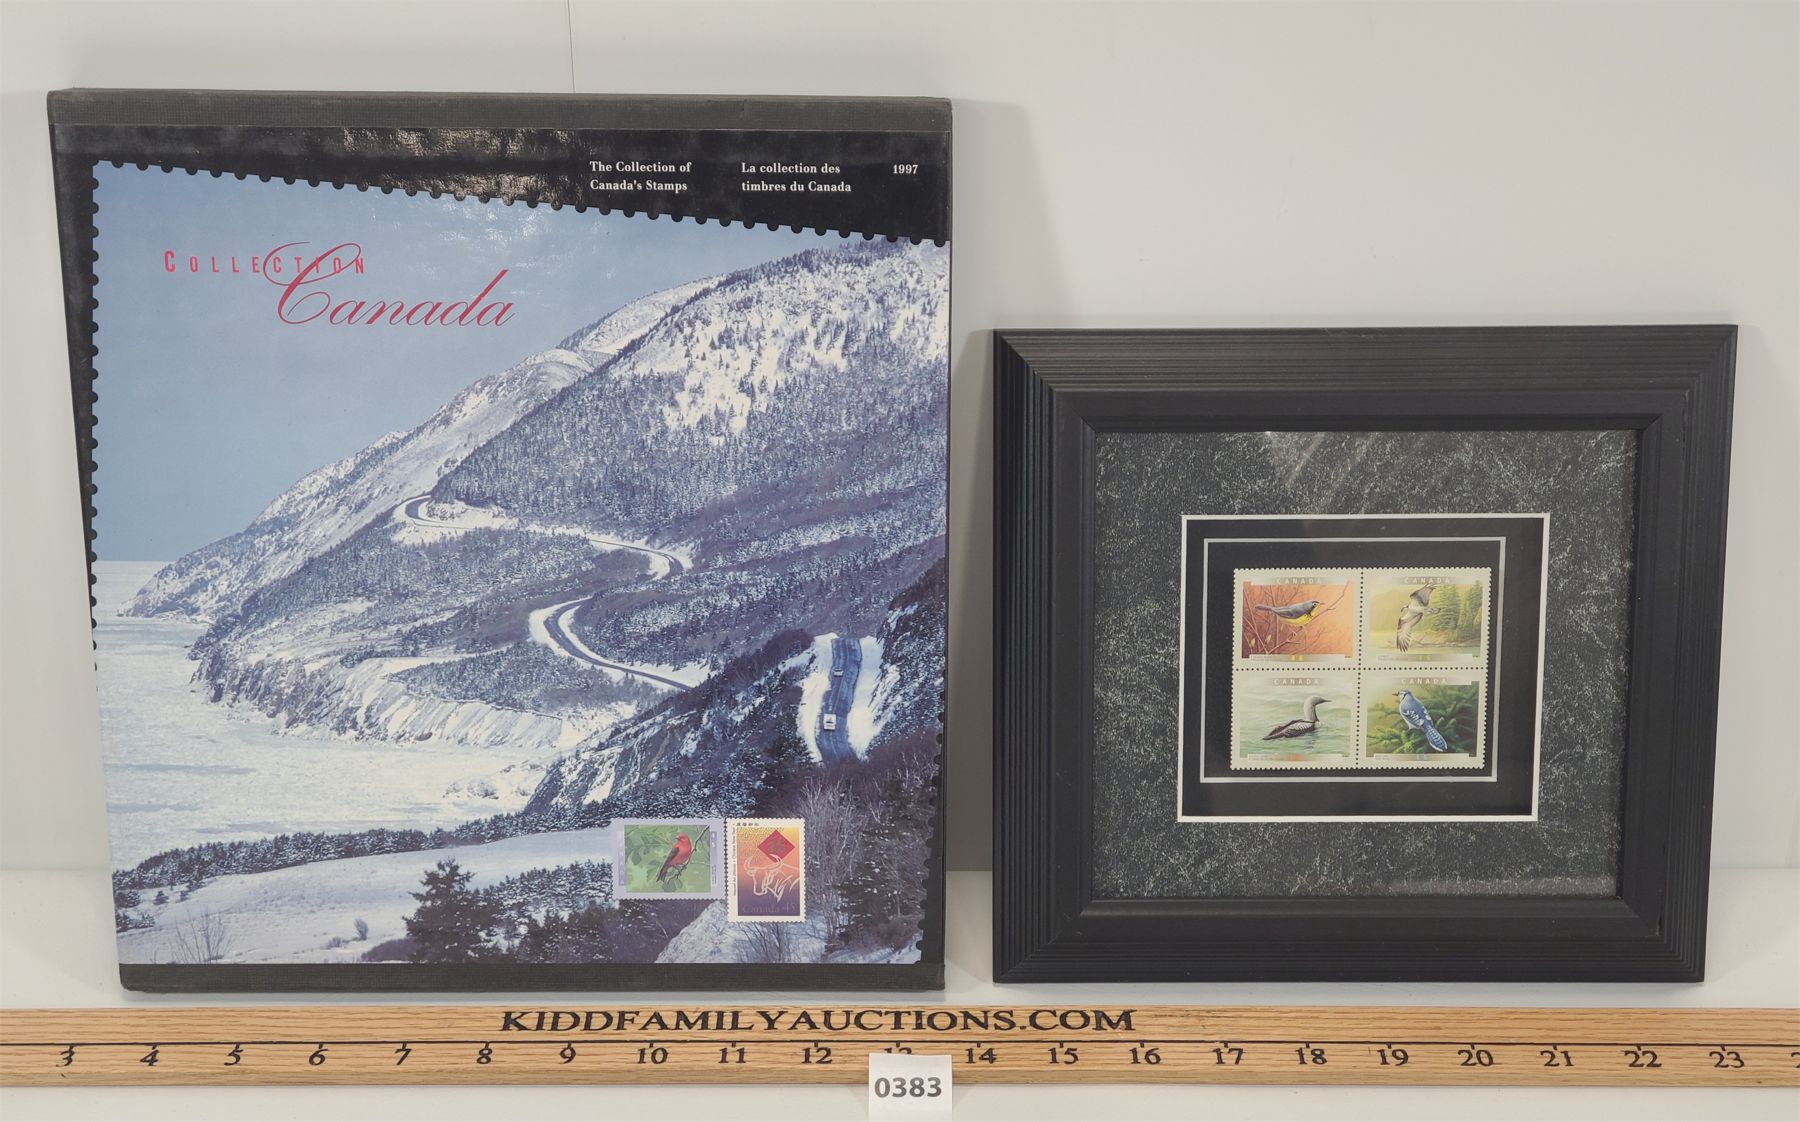 The Collection of
Canada's Stamps
La collection des
timbres du Canada
1997
COLLECTION
Canada
Canada 45
CANADA
CANADA
CANADA
CANADA
KIDDFAMILYAUCTIONS.COM
3 4 5 6 7 8 9 10 11 12 13 14 15 16 17 18 19 20 21 22 23
0383